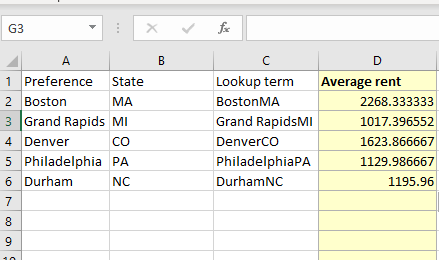 G3 fx
A B C D
1 Preference State Lookup term Average rent
2 Boston MA BostonMA 2268.333333
3 Grand Rapids MI Grand RapidsMI 1017.396552
4 Denver CO DenverCO 1623.866667
5 Philadelphia PA PhiladelphiaPA 1129.986667
6 Durham NC DurhamNC 1195.96
7
8
9